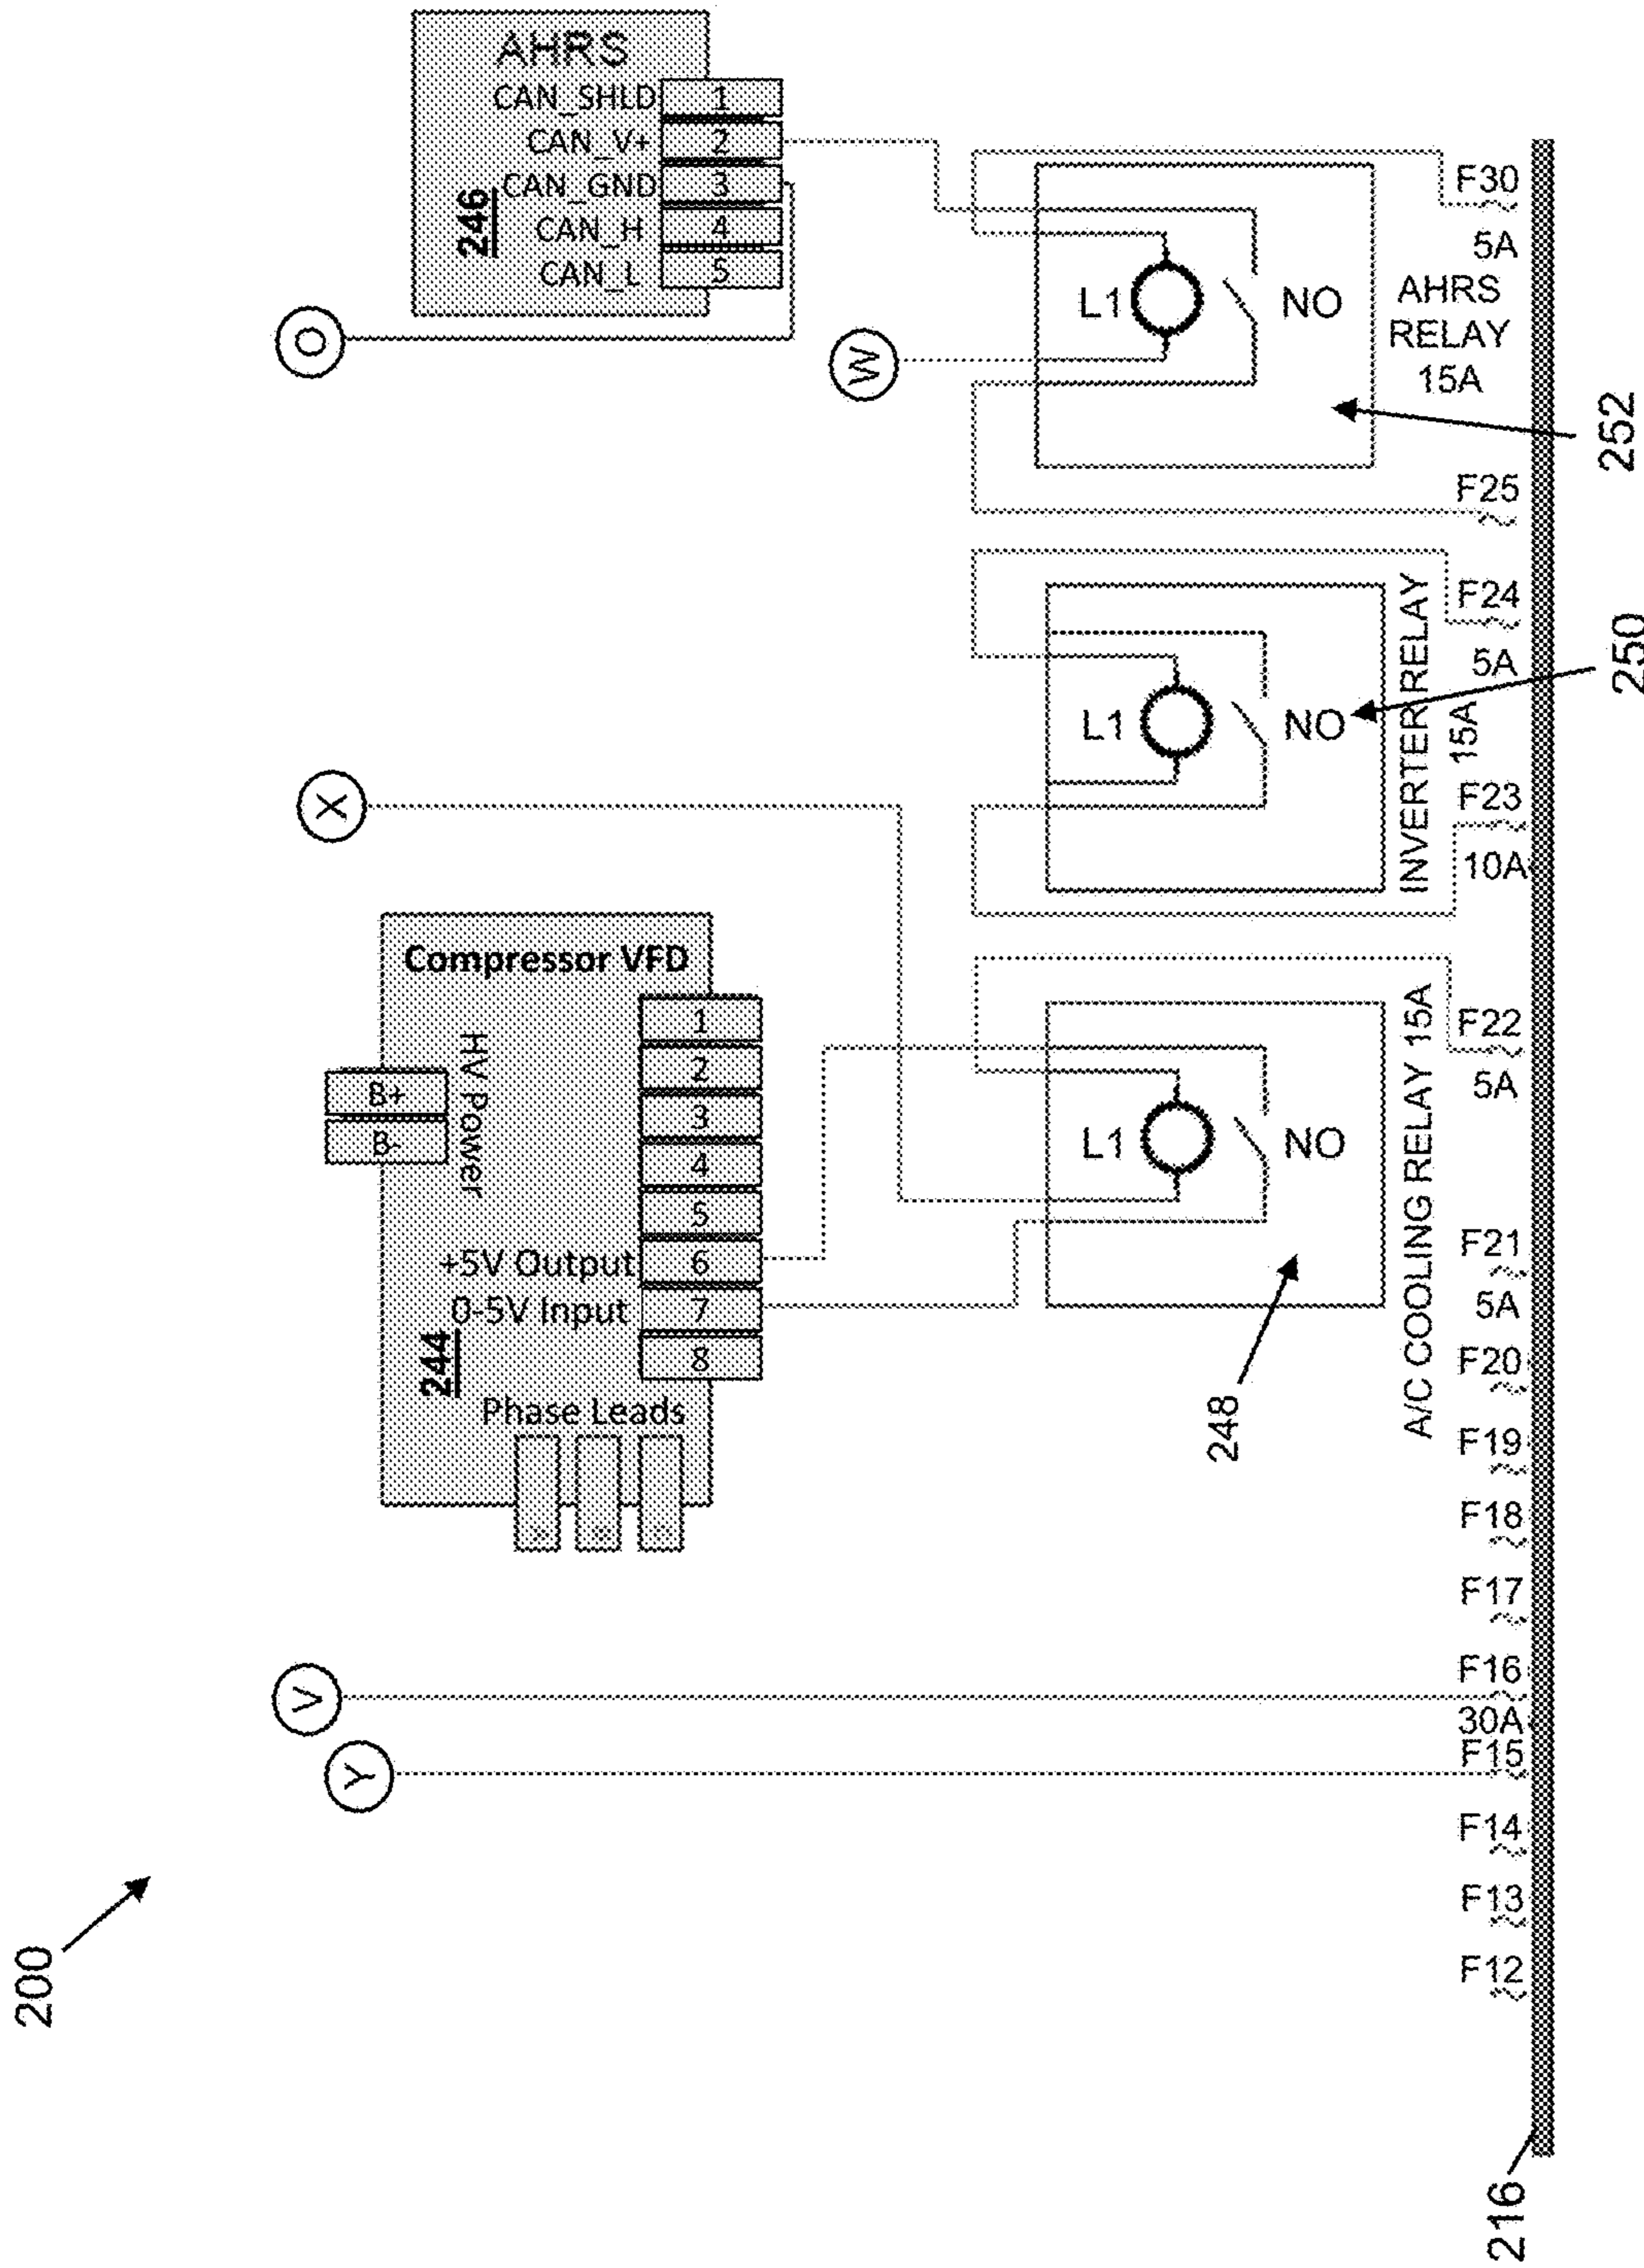 200
O
AHRS
CAN_SHLD 1
CAN_V+ 2
CAN_GND 3
CAN_H 4
CAN_L 5
246
W
X
Compressor VFD
HV Power
B+
B-
1
2
3
4
5
+5V Output 6
0-5V Input 7
8
244
Phase Leads
V
Y
L1
NO
AHRS
RELAY
15A
252
L1
NO
INVERTER RELAY
15A
250
L1
NO
A/C COOLING RELAY 15A
248
F30
5A
F25
F24
5A
F23
10A
F22
5A
F21
5A
F20
F19
F18
F17
F16
30A
F15
F14
F13
F12
216